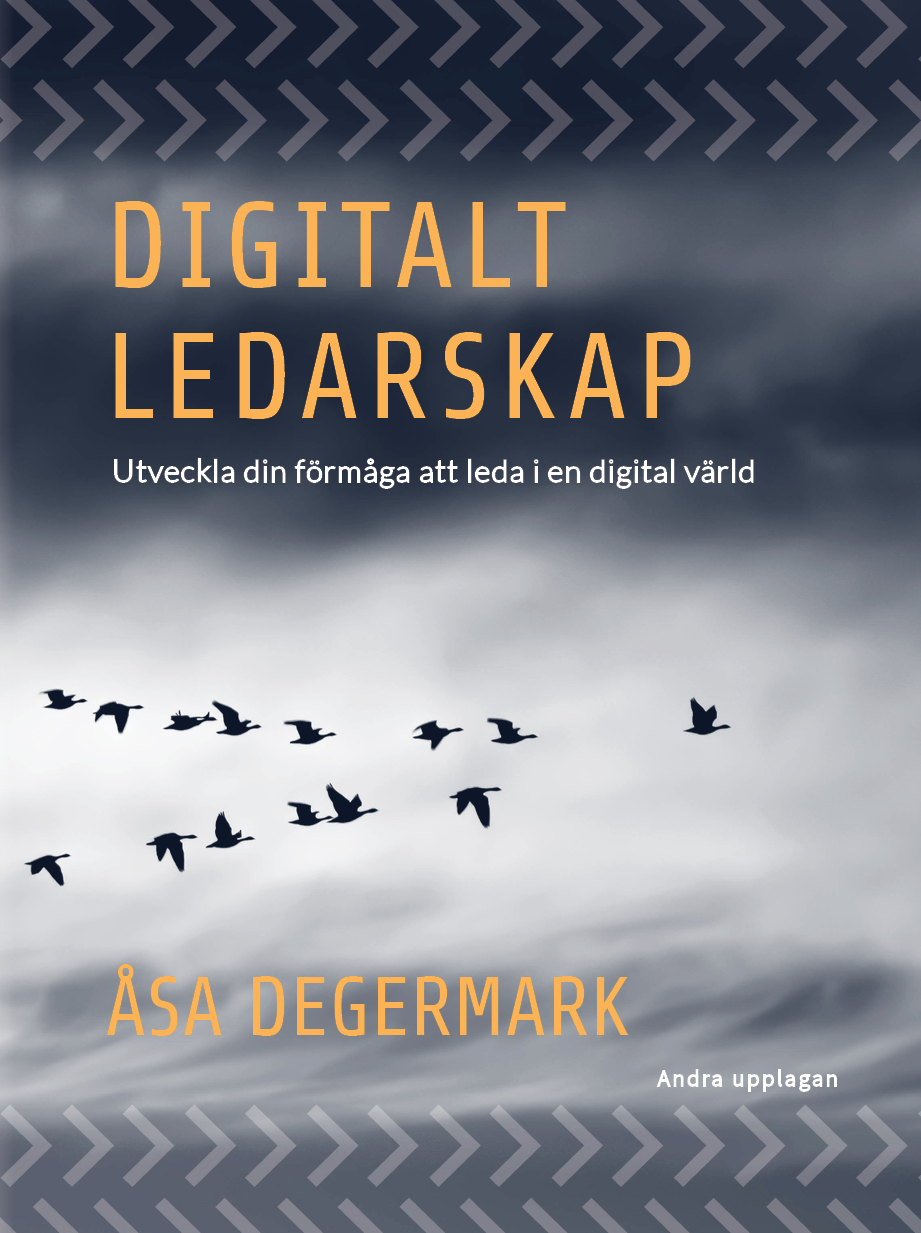 DIGITALT
LEDARSKAP
Utveckla din förmåga att leda i en digital värld
ÅSA DEGERMARK
Andra upplagan